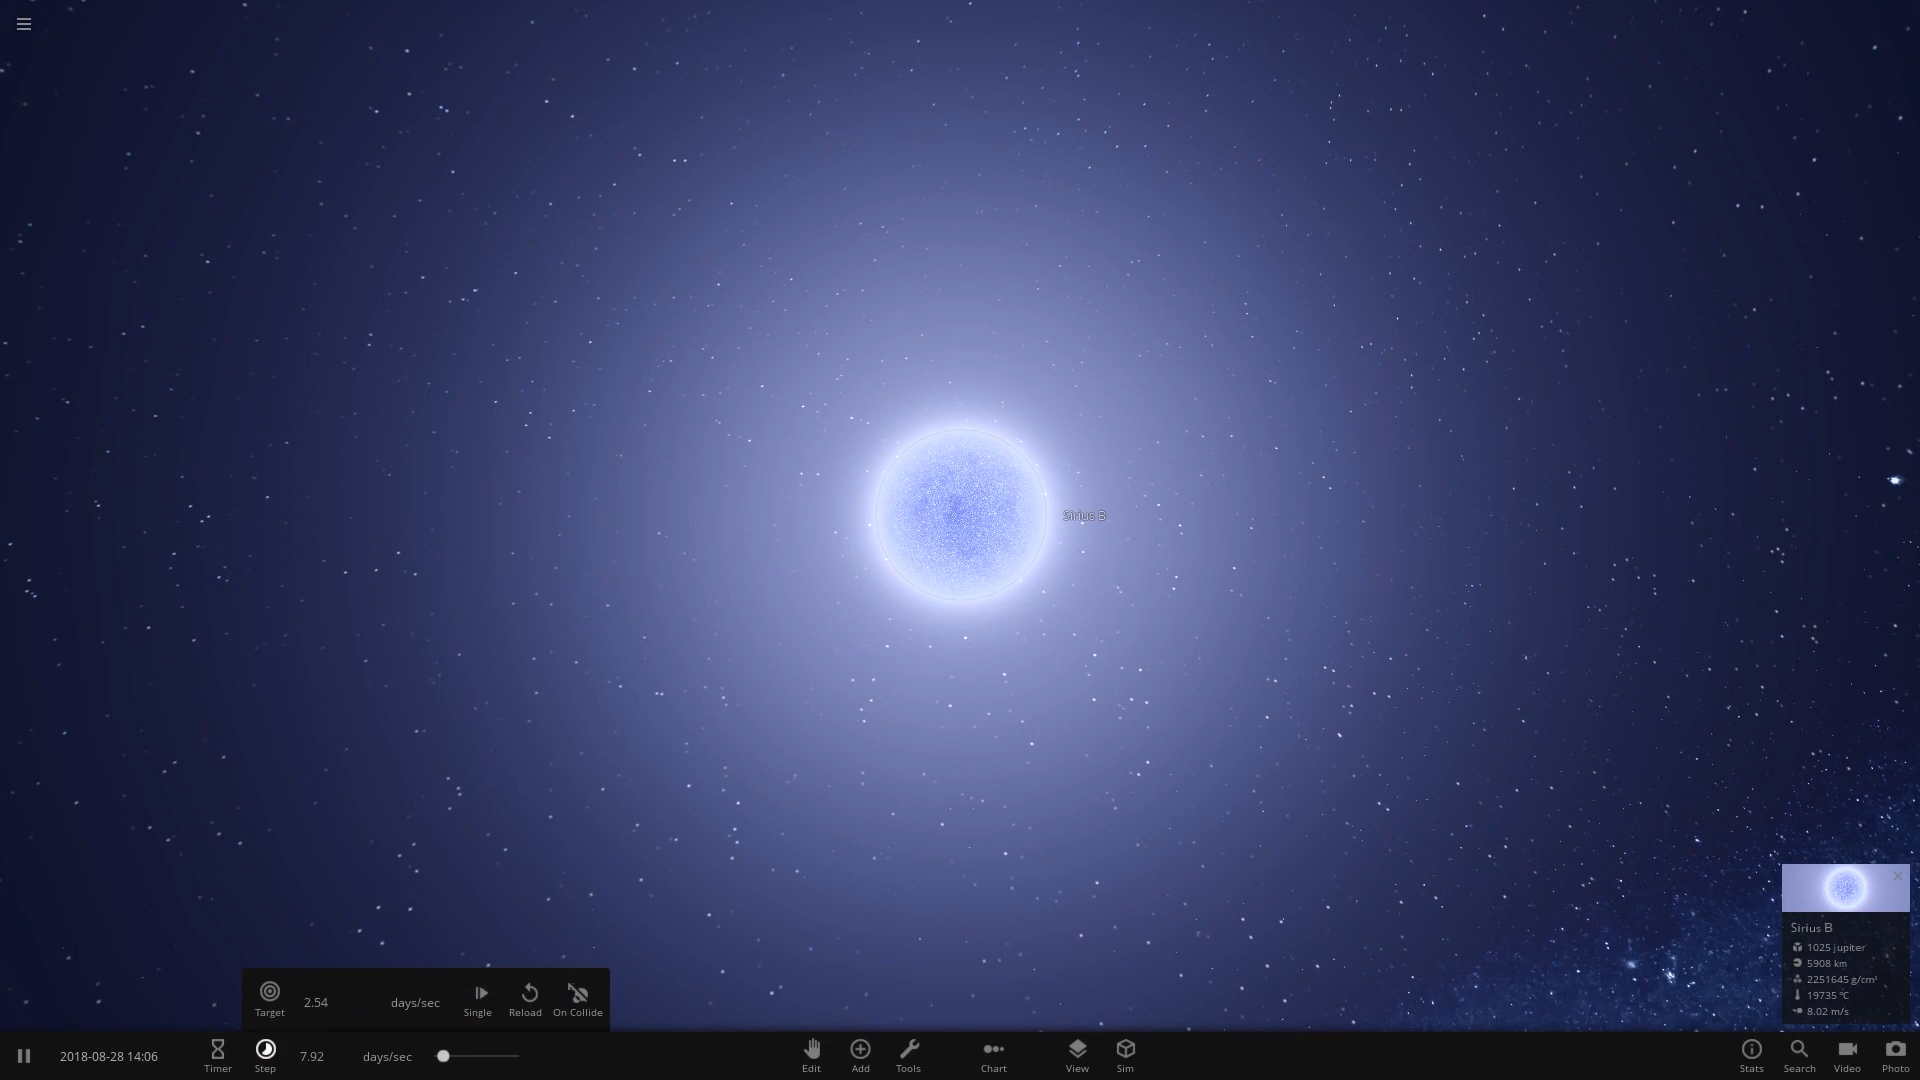 Sirius B
Sirius B
1025 jupiter
5908 km
2251645 g/cm³
19735 °C
8.02 m/s
Target
2.54
days/sec
Single
Reload
On Collide
2018-08-28 14:06
Timer
Step
7.92
days/sec
Edit
Add
Tools
Chart
View
Sim
Stats
Search
Video
Photo